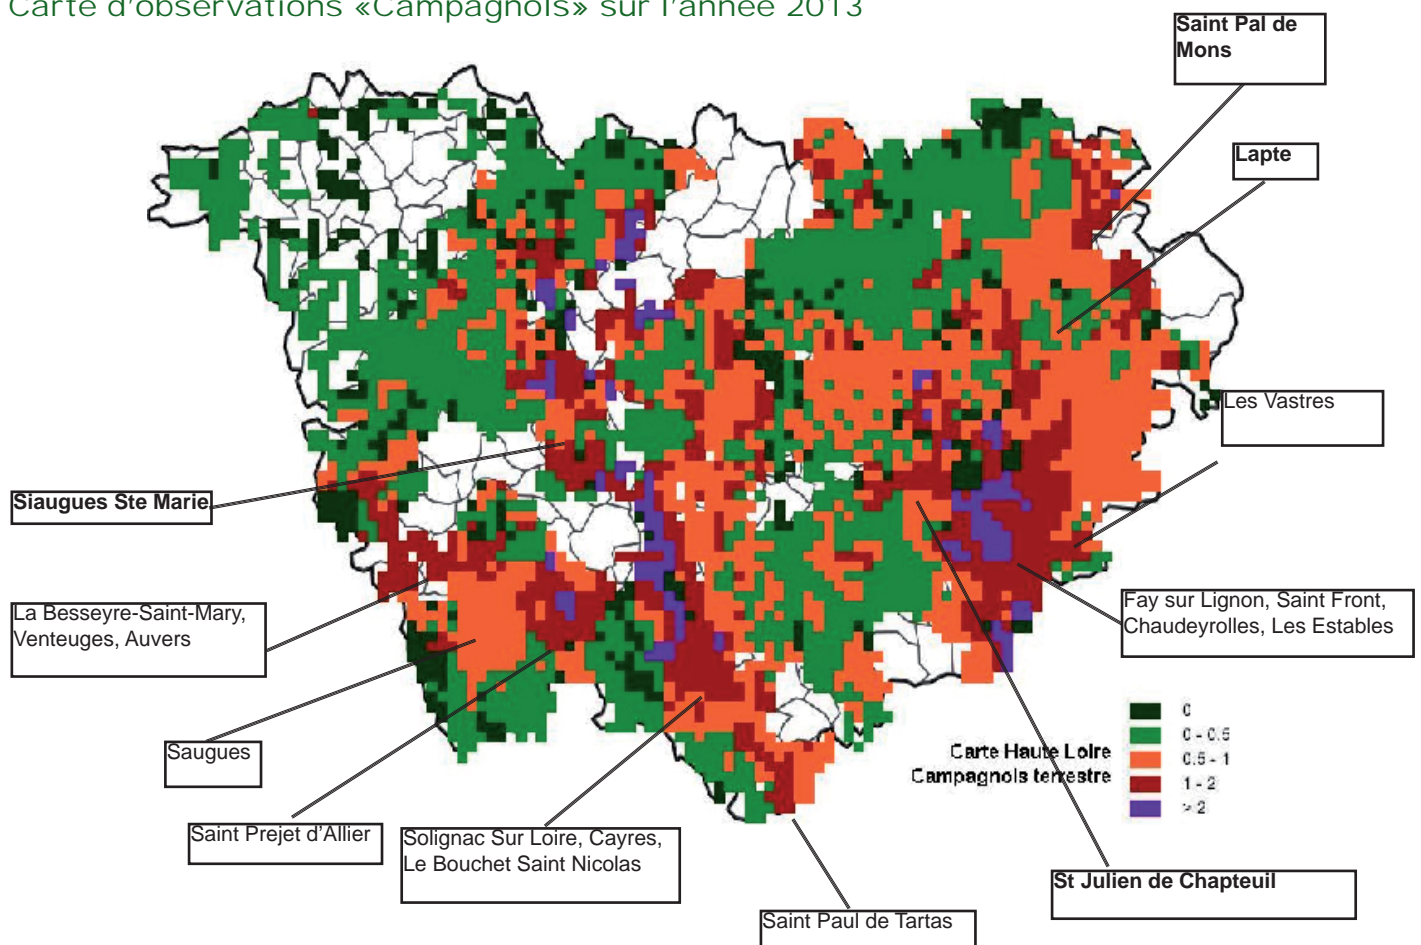 Carte d'observations «Campagnols» sur l'année 2013
Saint Pal de
Mons
Lapte
Les Vastres
Siaugues Ste Marie
La Besseyre-Saint-Mary,
Venteuges, Auvers
Fay sur Lignon, Saint Front,
Chaudeyrolles, Les Estables
Saugues
Saint Prejet d'Allier
Solignac Sur Loire, Cayres,
Le Bouchet Saint Nicolas
Saint Paul de Tartas
St Julien de Chapteuil
Carte Haute Loire
Campagnols terrestre
0
0 - 0.5
0.5 - 1
1 - 2
> 2